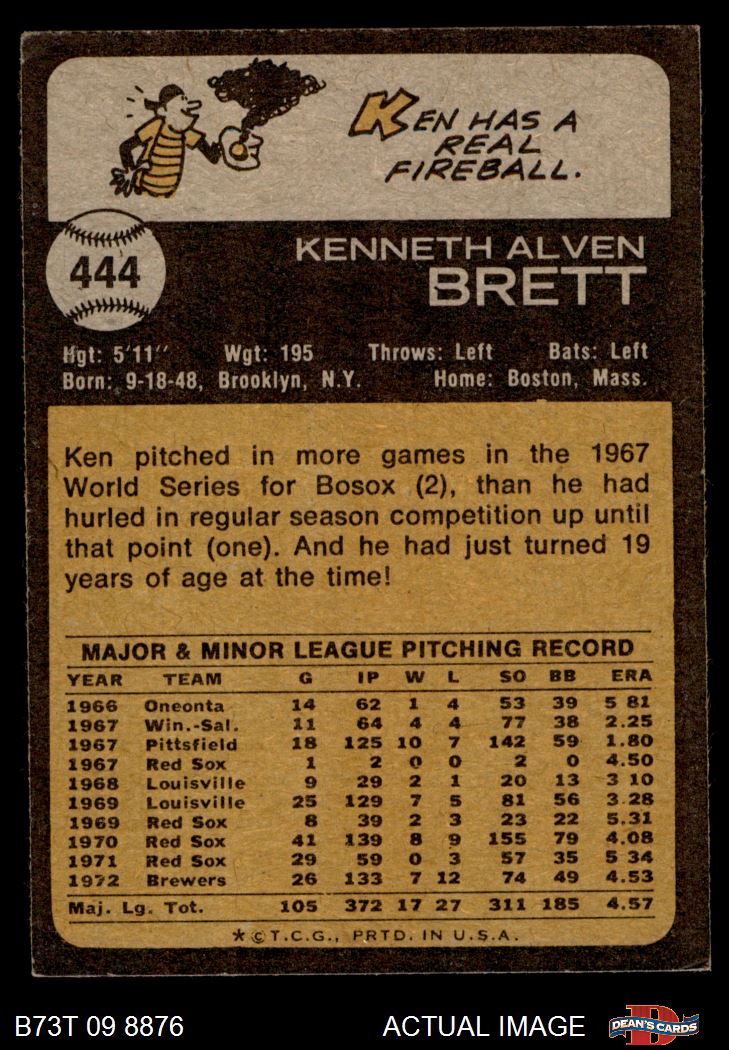 KEN HAS A
REAL
FIREBALL.
444
KENNETH ALVEN
BRETT
Hgt: 5'11'' Wgt: 195 Throws: Left Bats: Left
Born: 9-18-48, Brooklyn, N.Y. Home: Boston, Mass.
Ken pitched in more games in the 1967
World Series for Bosox (2), than he had
hurled in regular season competition up until
that point (one). And he had just turned 19
years of age at the time!
MAJOR & MINOR LEAGUE PITCHING RECORD
YEAR TEAM G IP W L SO BB ERA
1966 Oneonta 14 62 1 4 53 39 5 81
1967 Win.-Sal. 11 64 4 4 77 38 2.25
1967 Pittsfield 18 125 10 7 142 59 1.80
1967 Red Sox 1 2 0 0 2 0 4.50
1968 Louisville 9 29 2 1 20 13 3 10
1969 Louisville 25 129 7 5 81 56 3.28
1969 Red Sox 8 39 2 3 23 22 5.31
1970 Red Sox 41 139 8 9 155 79 4.08
1971 Red Sox 29 59 0 3 57 35 5 34
1972 Brewers 26 133 7 12 74 49 4.53
Maj. Lg. Tot. 105 372 17 27 311 185 4.57
★©T.C.G., PRTD. IN U.S.A.
B73T 09 8876 ACTUAL IMAGE D DEAN'S CARDS